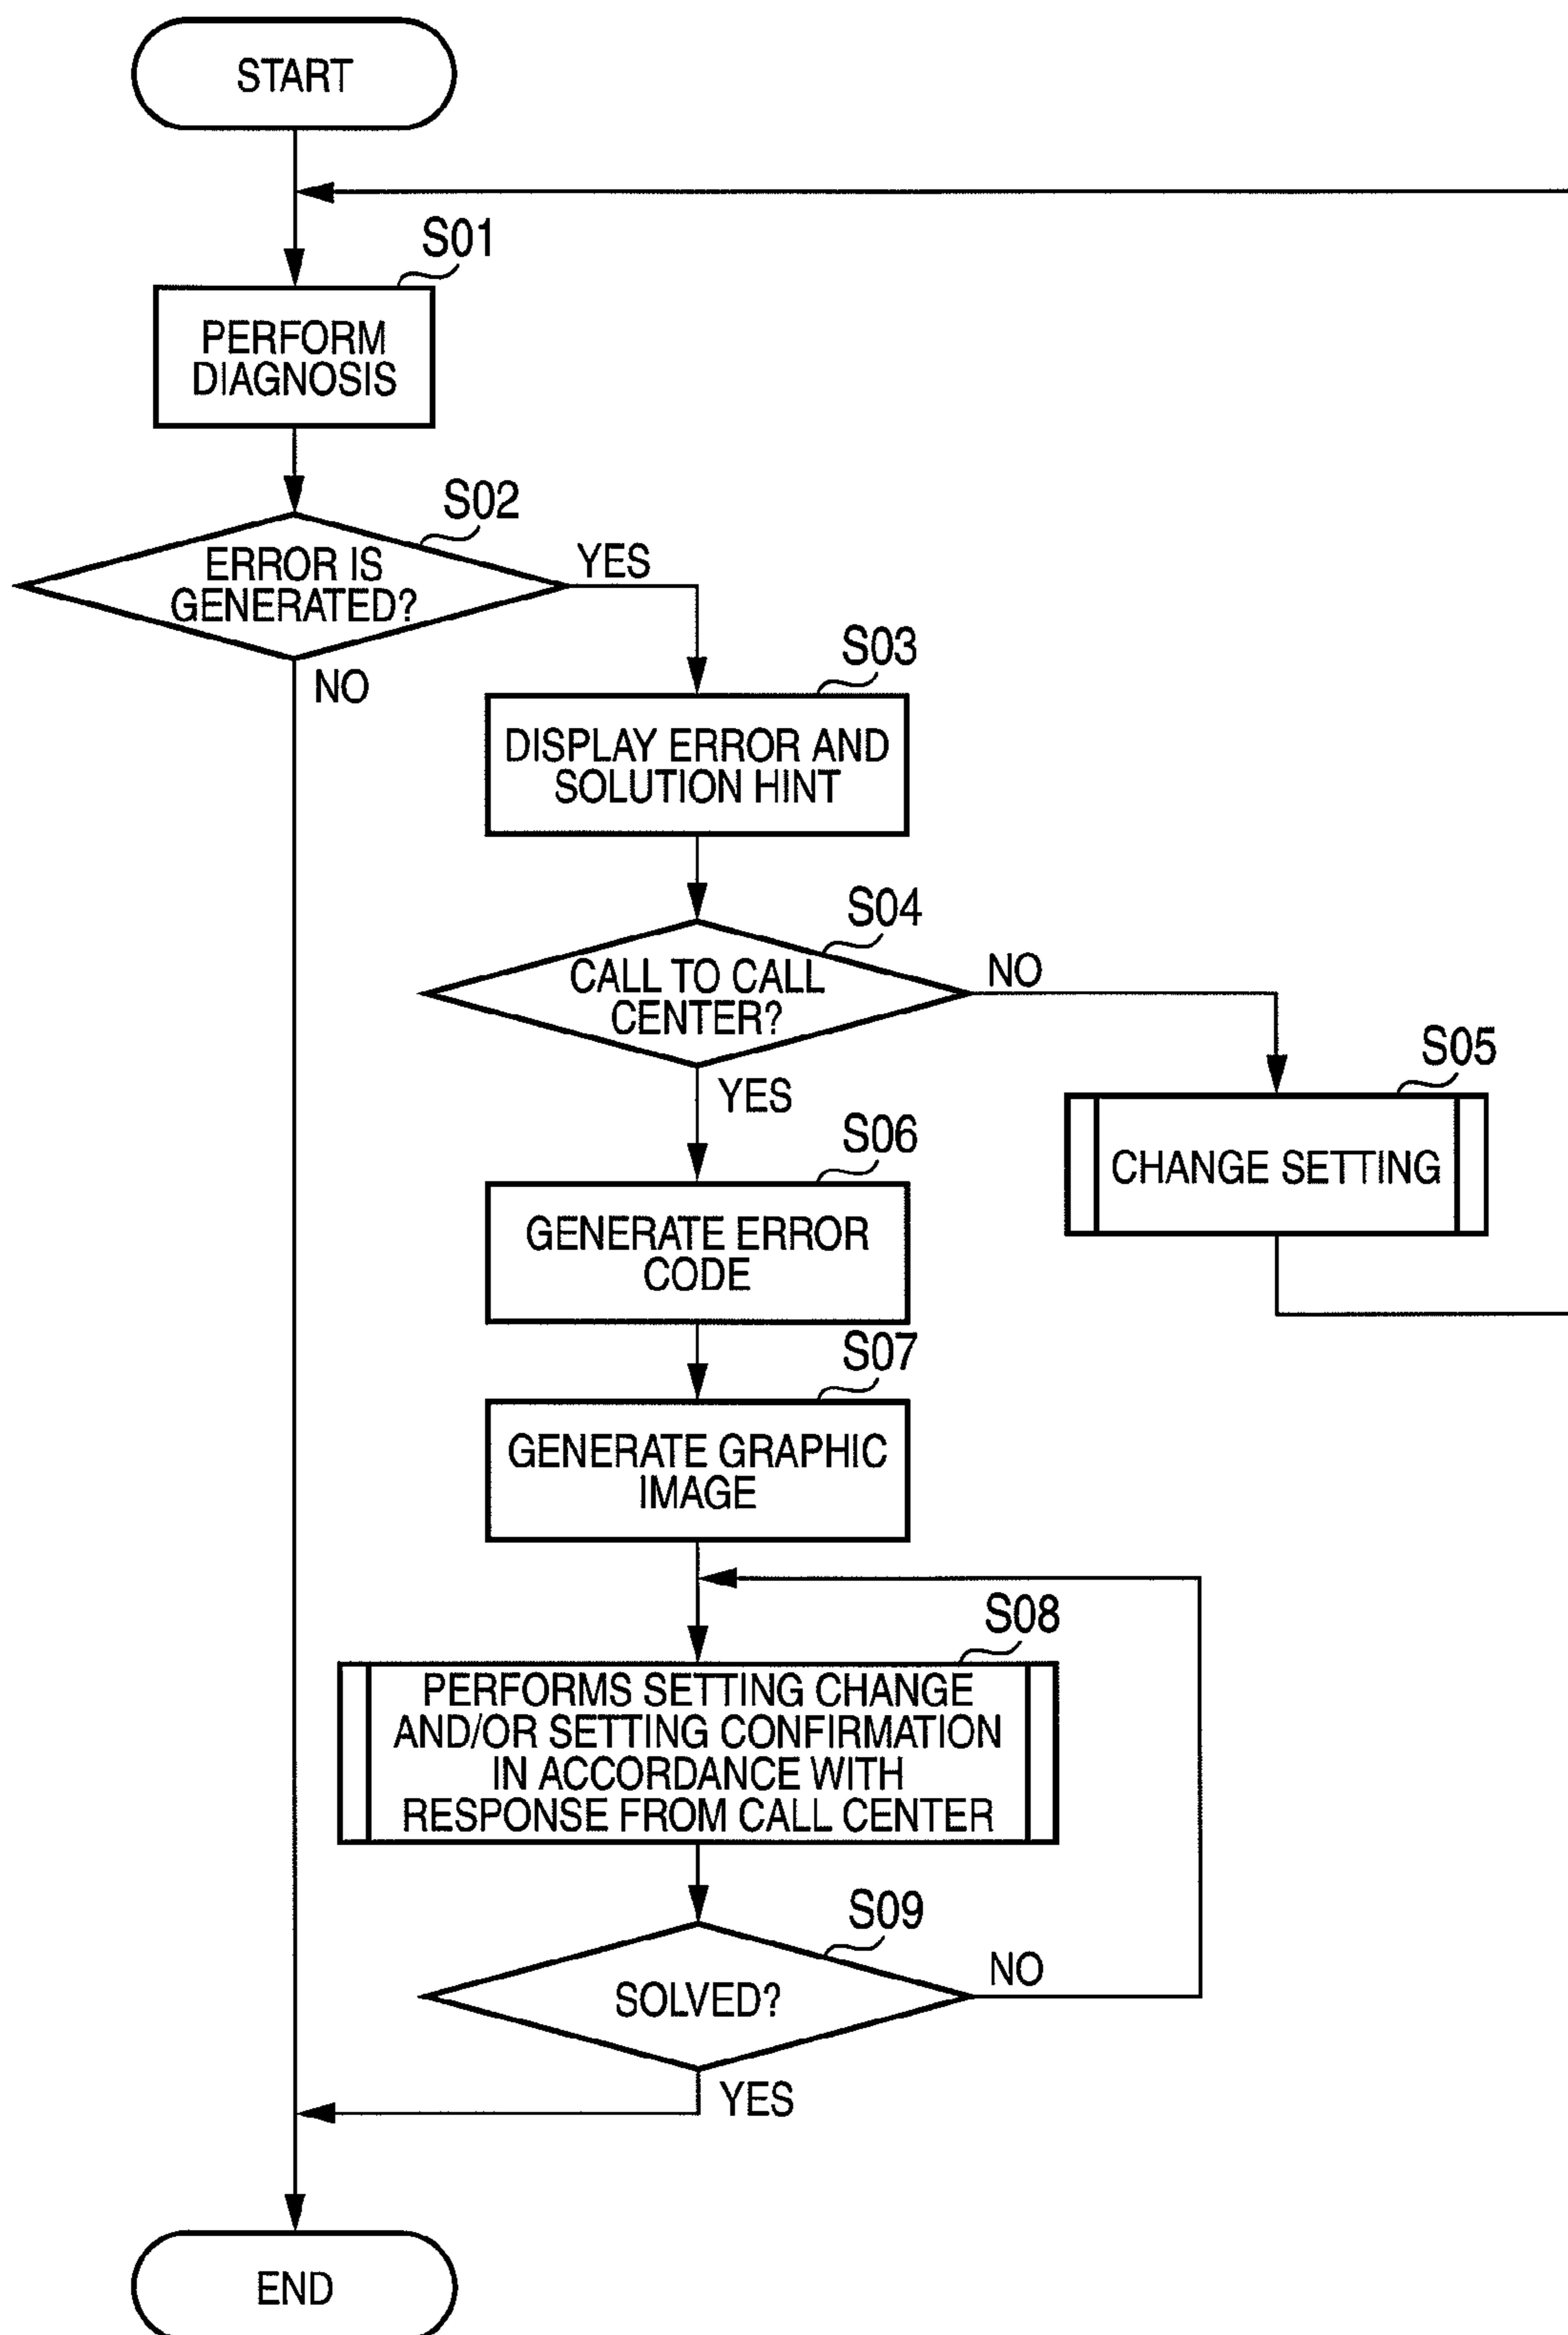 START
S01
PERFORM
DIAGNOSIS
S02
ERROR IS
GENERATED?
YES
NO
S03
DISPLAY ERROR AND
SOLUTION HINT
S04
CALL TO CALL
CENTER?
NO
YES
S05
CHANGE SETTING
S06
GENERATE ERROR
CODE
S07
GENERATE GRAPHIC
IMAGE
S08
PERFORMS SETTING CHANGE
AND/OR SETTING CONFIRMATION
IN ACCORDANCE WITH
RESPONSE FROM CALL CENTER
S09
SOLVED?
NO
YES
END